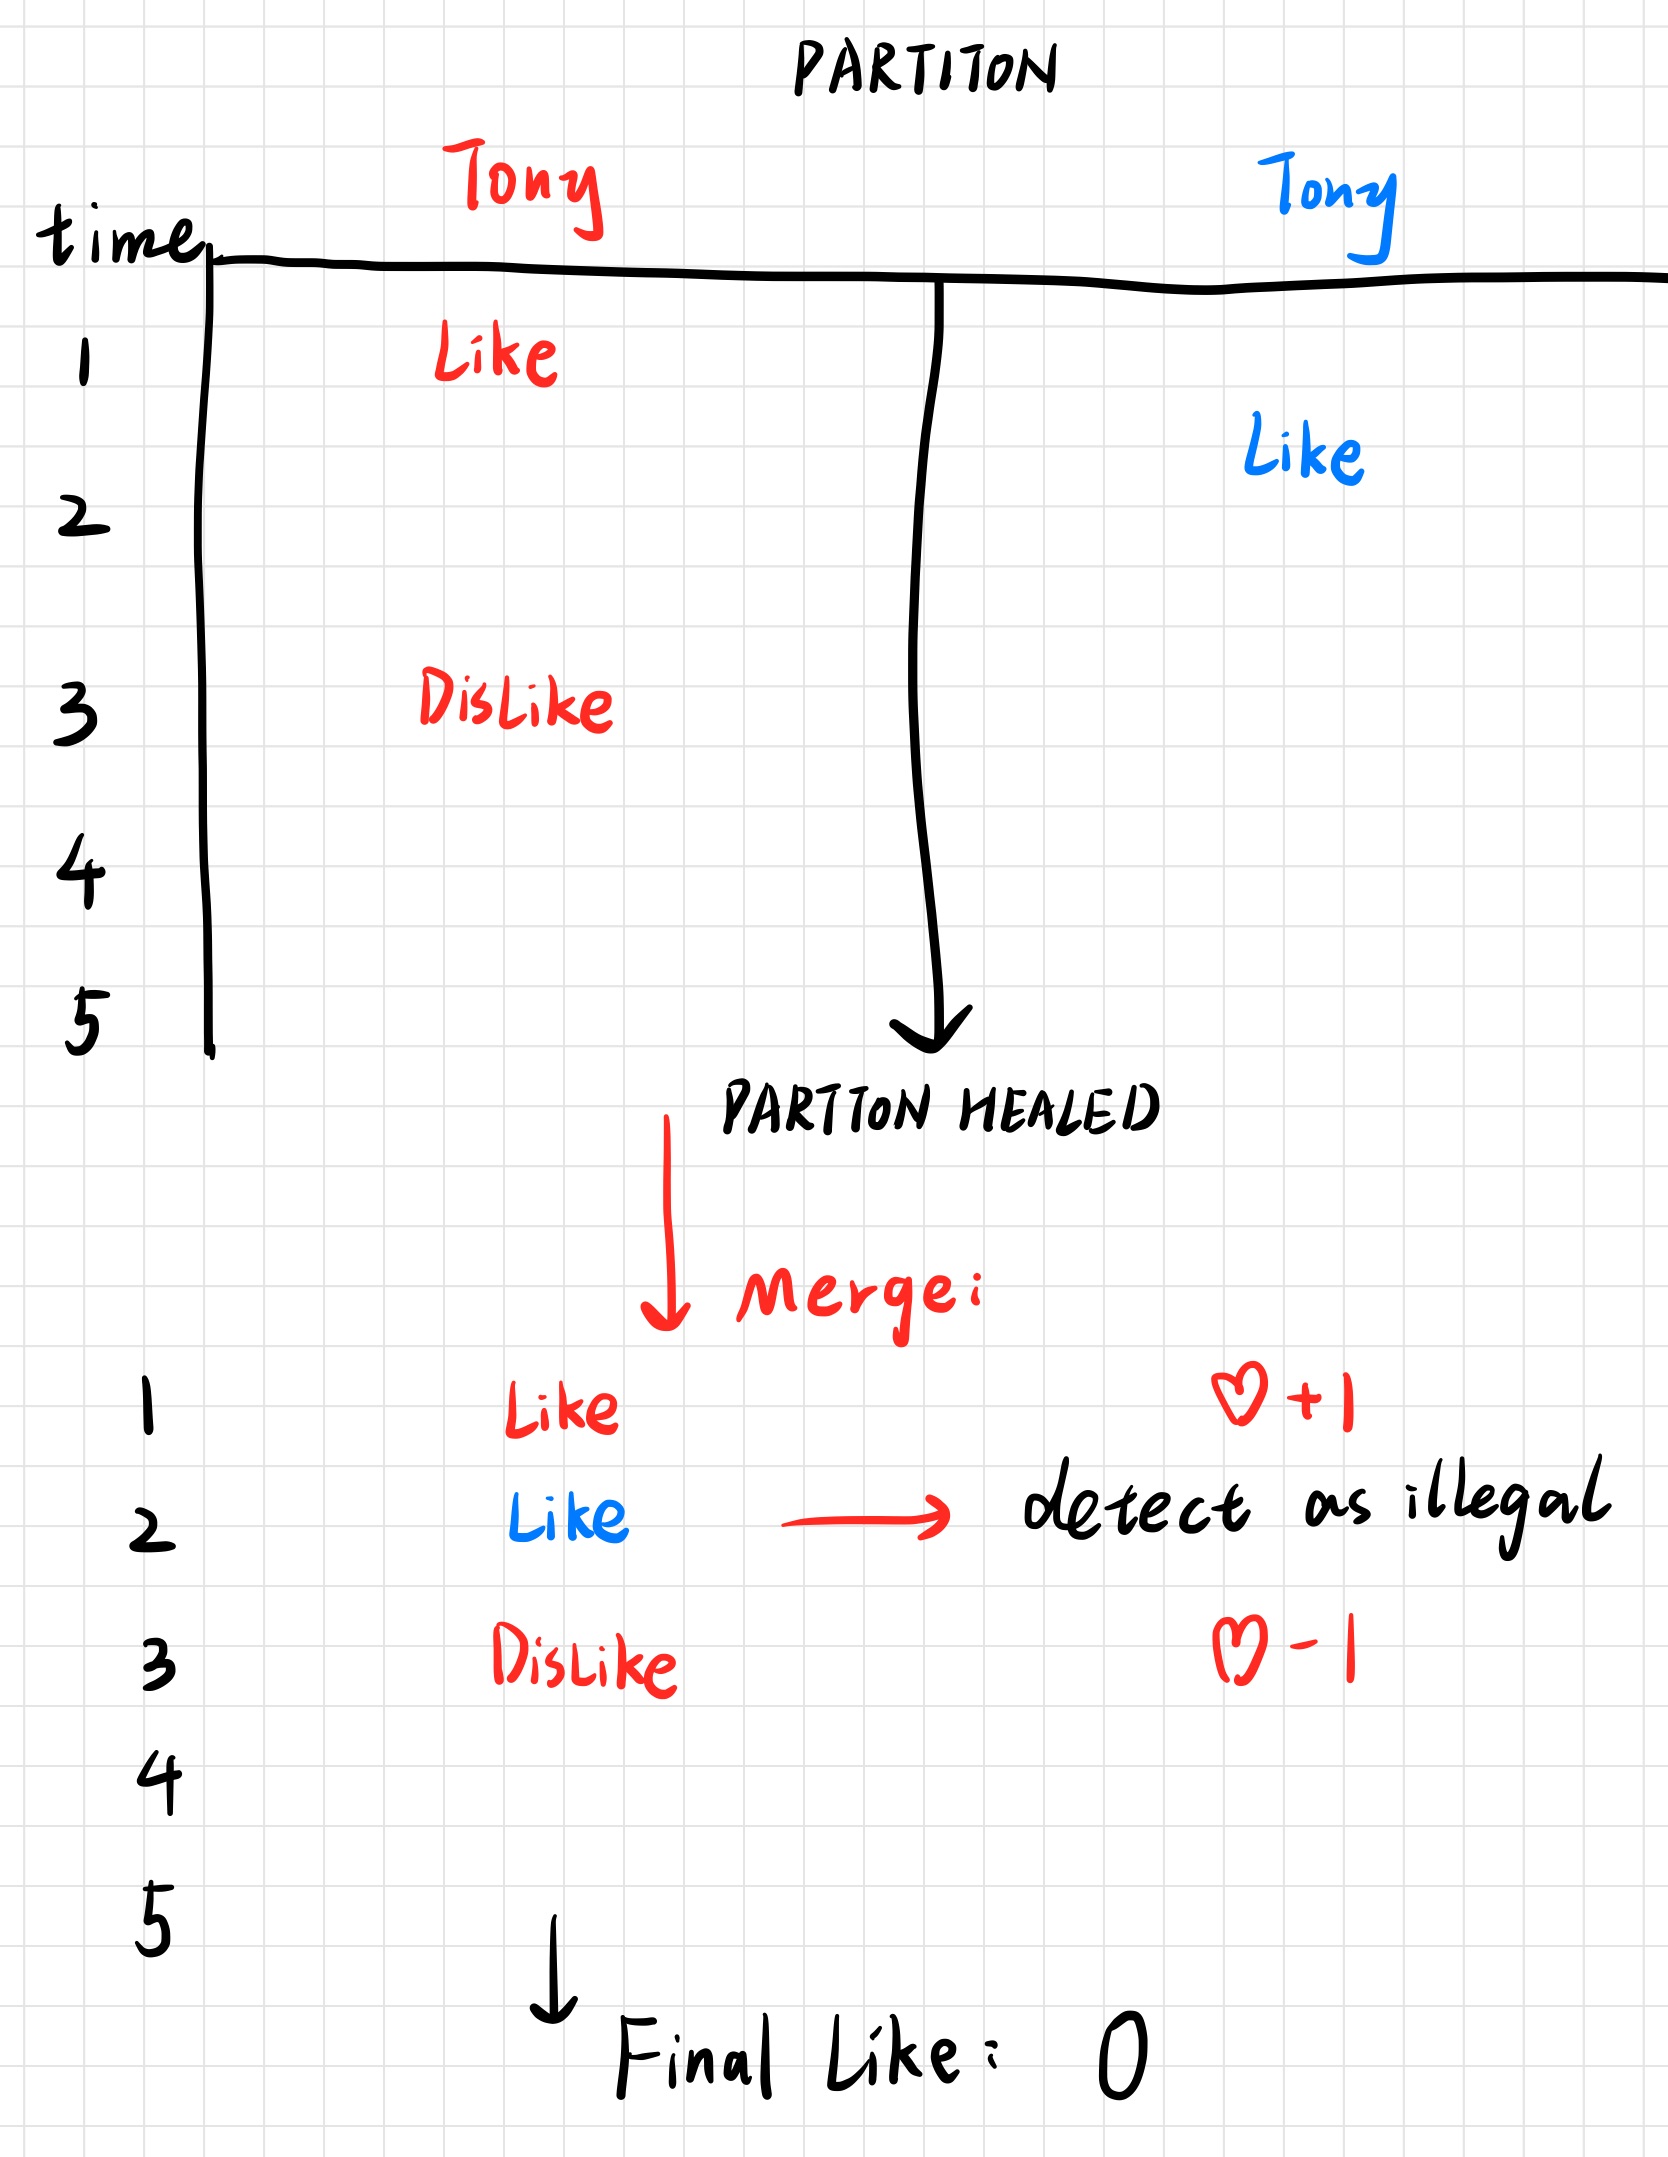 PARTITON
Tony Tony
time
1 Like
Like
2
3 Dislike
4
5
PARTTON HEALED
Merge:
1 Like ♡+1
2 Like → detect as illegal
3 Dislike ♡-1
4
5
Final Like: 0